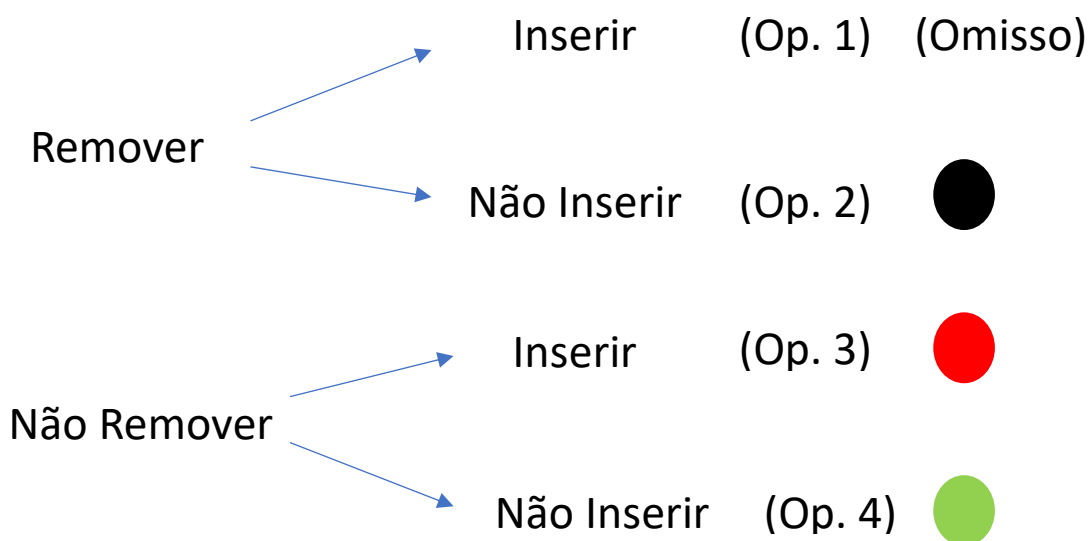 Inserir (Op. 1) (Omisso)
Remover
Não Inserir (Op. 2)
Inserir (Op. 3)
Não Remover
Não Inserir (Op. 4)